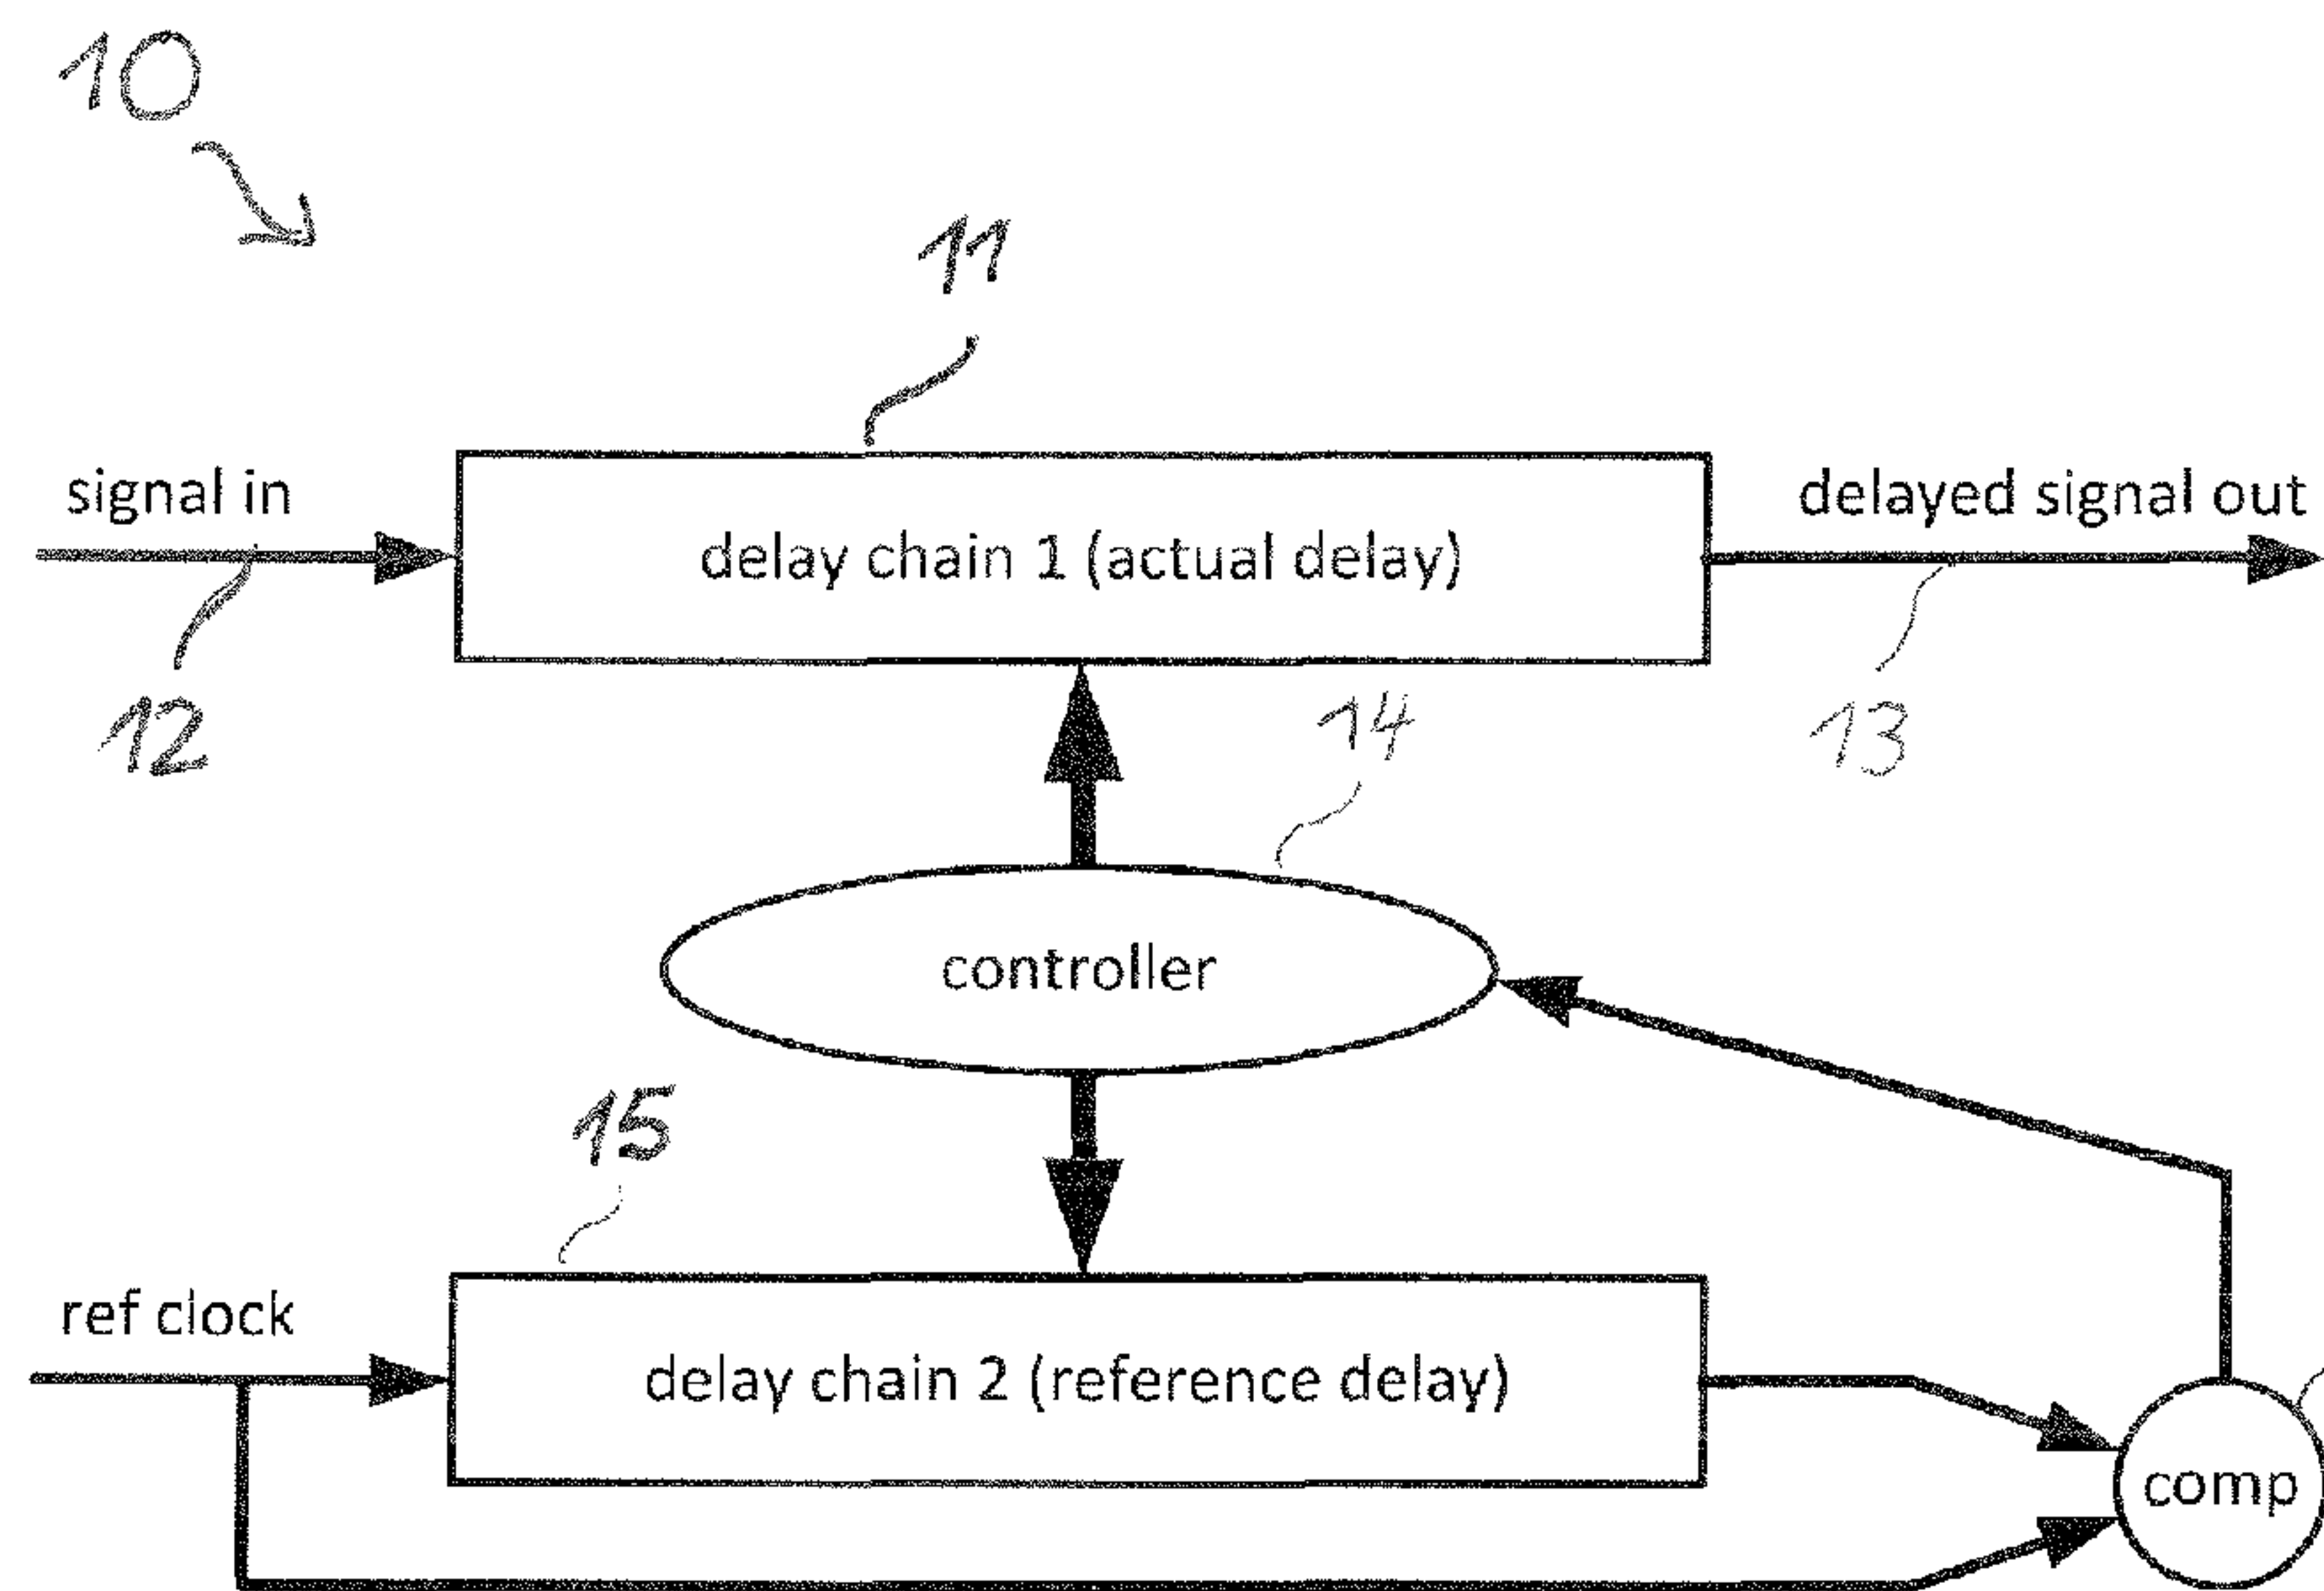 10
11
signal in
delayed signal out
delay chain 1 (actual delay)
12
13
14
controller
15
ref clock
delay chain 2 (reference delay)
comp